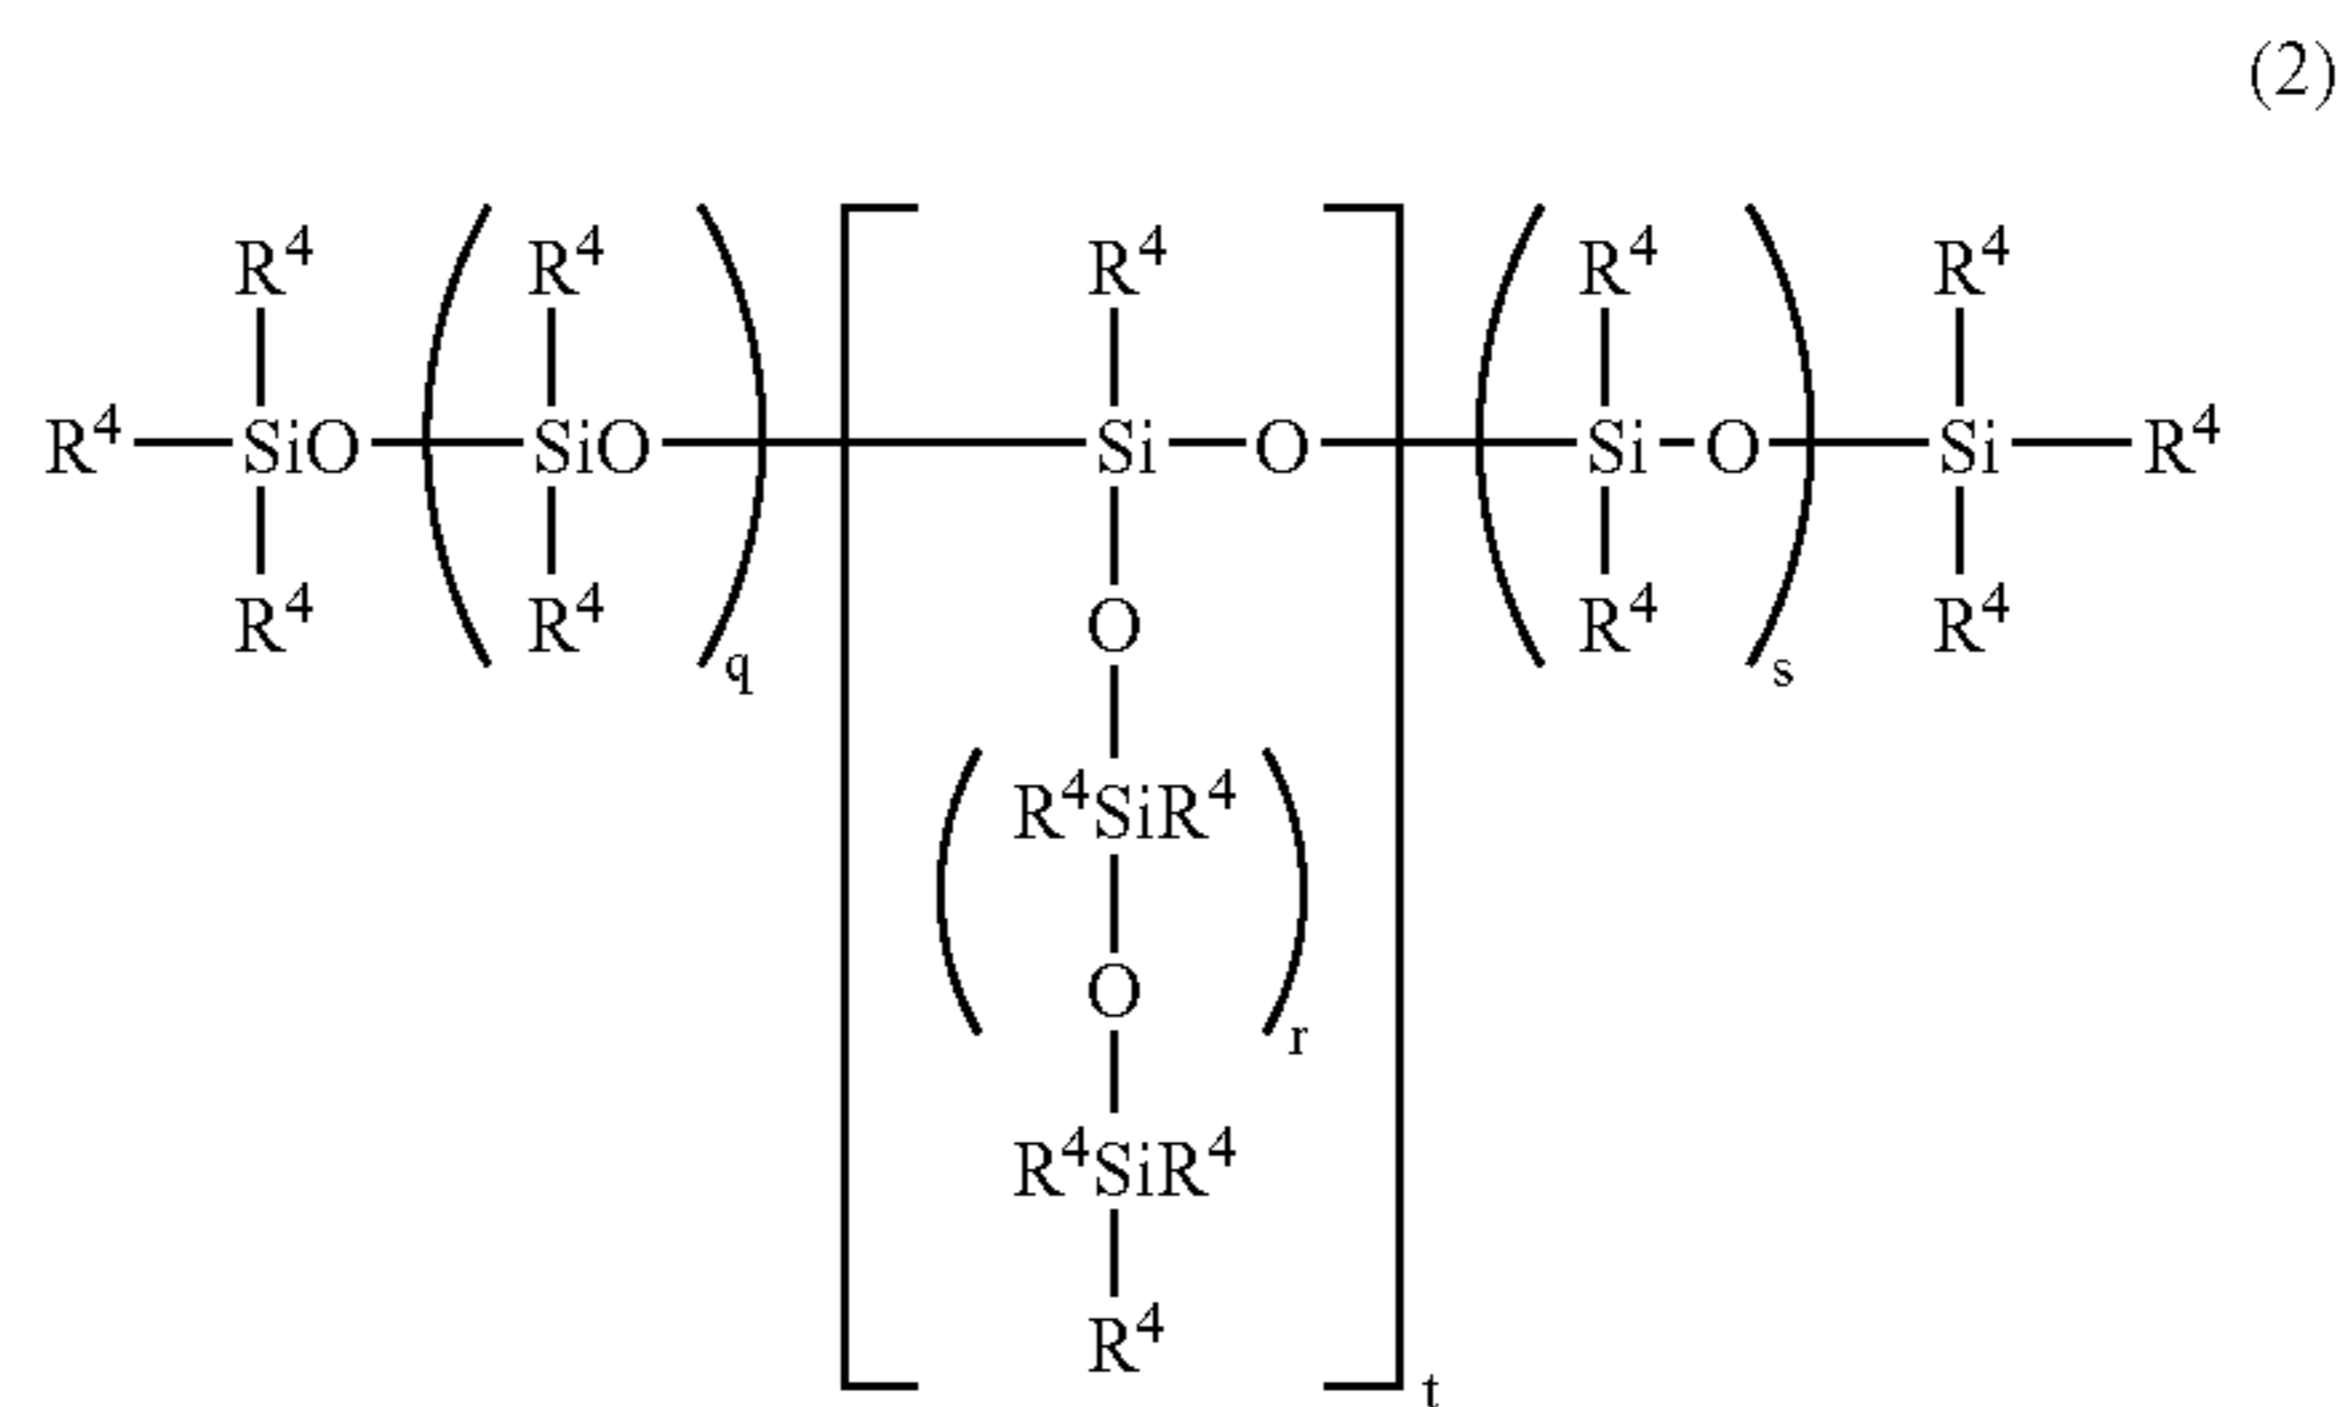 (2)
R⁴ R⁴ R⁴ R⁴ R⁴
R⁴ SiO SiO Si O Si O Si R⁴
R⁴ R⁴ O R⁴ R⁴
q s
R⁴SiR⁴
O
r
R⁴SiR⁴
R⁴
t